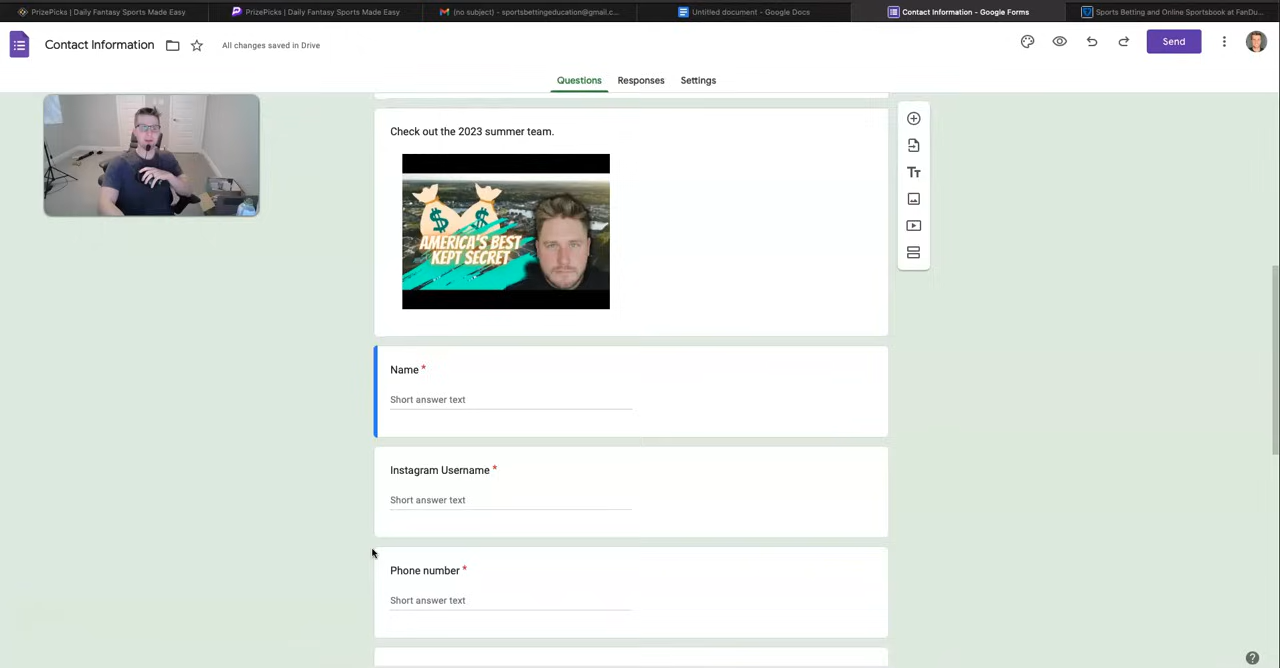 PrizePicks | Daily Fantasy Sports Made Easy
PrizePicks | Daily Fantasy Sports Made Easy
(no subject) - sportsbettingeducation@gmail.c...
Untitled document - Google Docs
Contact Information - Google Forms
Sports Betting and Online Sportsbook at FanDu...
Contact Information
All changes saved in Drive
Send
Questions
Responses
Settings
Check out the 2023 summer team.
AMERICA'S BEST
KEPT SECRET
Name *
Short answer text
Instagram Username *
Short answer text
Phone number *
Short answer text